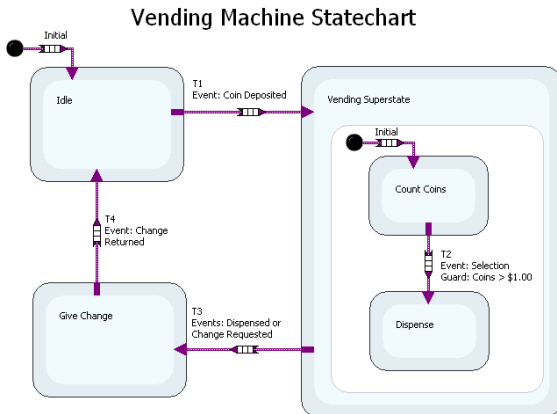 Vending Machine Statechart
Initial
Idle
T1
Event: Coin Deposited
Vending Superstate
Initial
Count Coins
T2
Event: Selection
Guard: Coins > $1.00
Dispense
T3
Events: Dispensed or
Change Requested
Give Change
T4
Event: Change
Returned